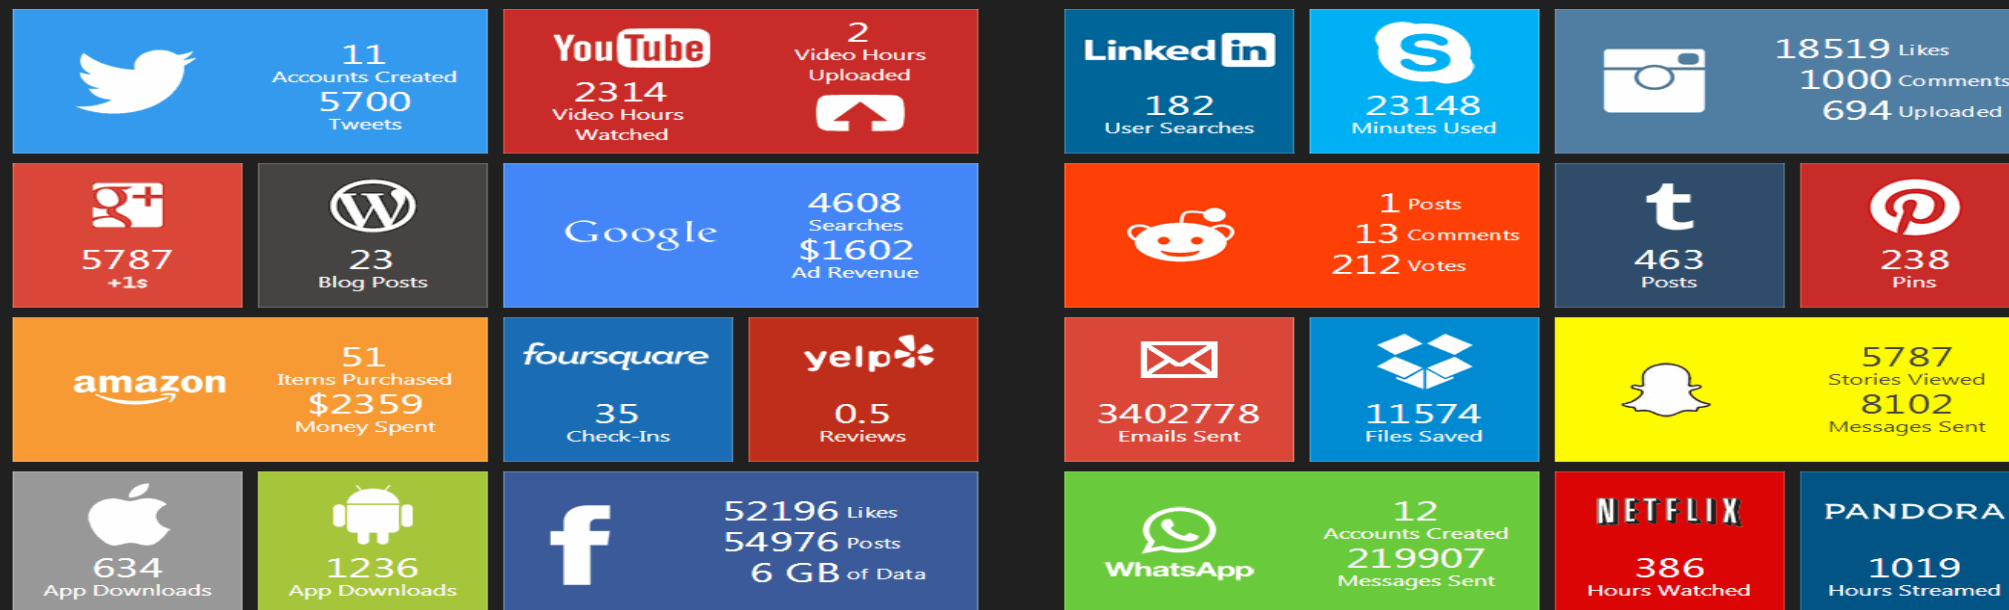 11
Accounts Created
5700
Tweets
You Tube
2314
Video Hours
Watched
2
Video Hours
Uploaded
Linked in
182
User Searches
S
23148
Minutes Used
18519 Likes
1000 Comments
694 Uploaded
g+
5787
+1s
W
23
Blog Posts
Google
4608
Searches
$1602
Ad Revenue
1 Posts
13 Comments
212 Votes
t
463
Posts
P
238
Pins
amazon
51
Items Purchased
$2359
Money Spent
foursquare
35
Check-Ins
yelp
0.5
Reviews
3402778
Emails Sent
11574
Files Saved
5787
Stories Viewed
8102
Messages Sent
634
App Downloads
1236
App Downloads
f
52196 Likes
54976 Posts
6 GB of Data
WhatsApp
12
Accounts Created
219907
Messages Sent
NETFLIX
386
Hours Watched
PANDORA
1019
Hours Streamed